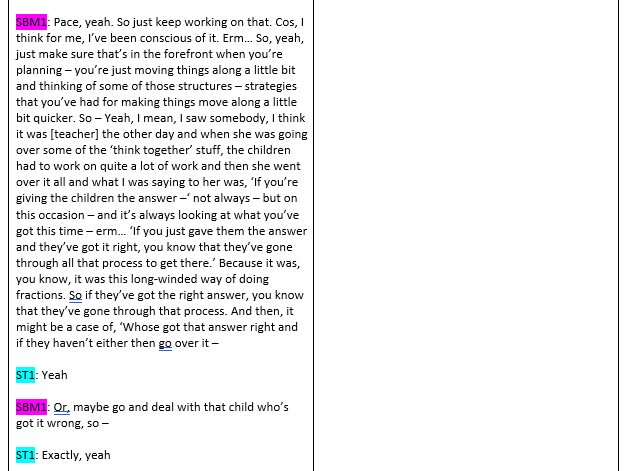 SBM1: Pace, yeah. So just keep working on that. Cos, I
think for me, I’ve been conscious of it. Erm... So, yeah,
just make sure that’s in the forefront when you’re
planning – you’re just moving things along a little bit
and thinking of some of those structures – strategies
that you’ve had for making things move along a little
bit quicker. So – Yeah, I mean, I saw somebody, I think
it was [teacher] the other day and when she was going
over some of the ‘think together’ stuff, the children
had to work on quite a lot of work and then she went
over it all and what I was saying to her was, ‘If you’re
giving the children the answer –‘ not always – but on
this occasion – and it’s always looking at what you’ve
got this time – erm... ‘If you just gave them the answer
and they’ve got it right, you know that they’ve gone
through all that process to get there.’ Because it was,
you know, it was this long-winded way of doing
fractions. So if they’ve got the right answer, you know
that they’ve gone through that process. And then, it
might be a case of, ‘Whose got that answer right and
if they haven’t either then go over it –
ST1: Yeah
SBM1: Or, maybe go and deal with that child who’s
got it wrong, so –
ST1: Exactly, yeah